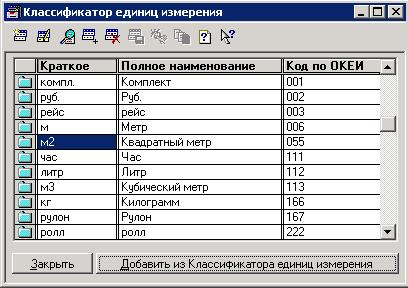 Классификатор единиц измерения
Краткое Полное наименование Код по ОКЕИ
компл. Комплект 001
руб. Руб. 002
рейс рейс 003
м Метр 006
м2 Квадратный метр 055
час Час 111
литр Литр 112
м3 Кубический метр 113
кг Килограмм 166
рулон Рулон 167
ролл ролл 222
Закрыть Добавить из Классификатора единиц измерения